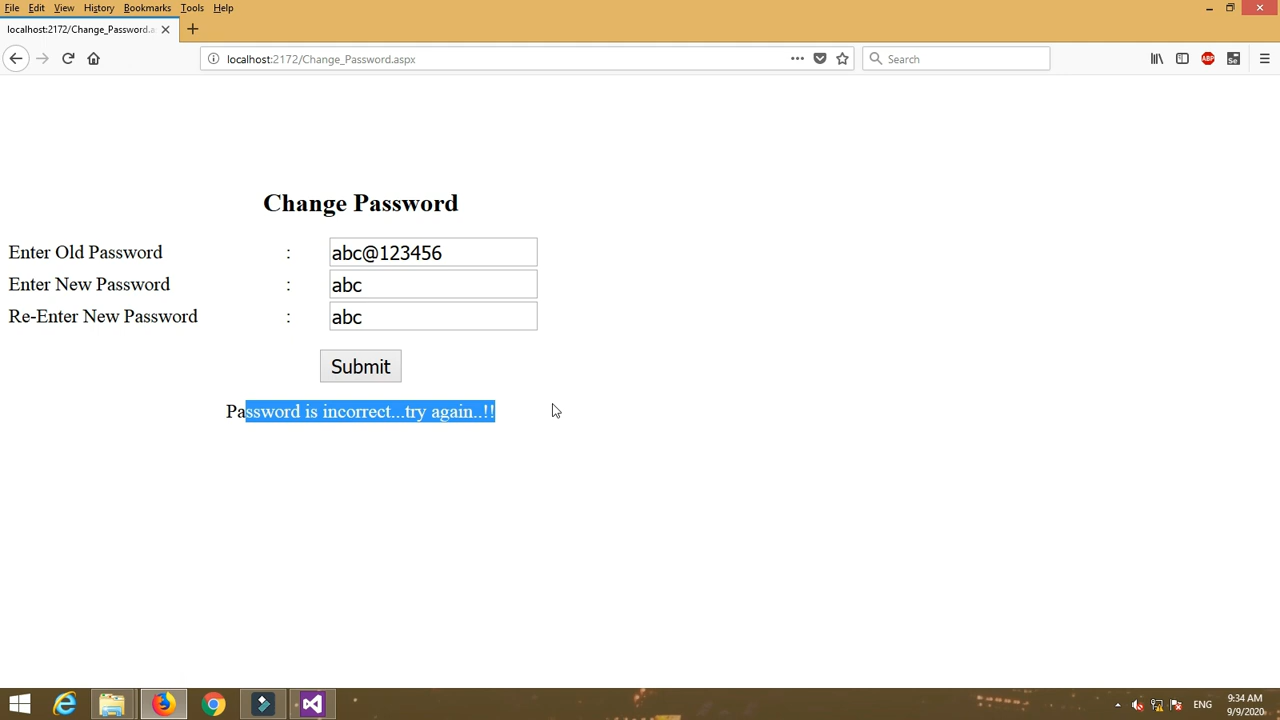 File Edit View History Bookmarks Tools Help
localhost:2172/Change_Password.a
localhost:2172/Change_Password.aspx
Search
ABP
Se
Change Password
Enter Old Password : abc@123456
Enter New Password : abc
Re-Enter New Password : abc
Submit
Password is incorrect...try again..!!
ENG
9:34 AM
9/9/2020